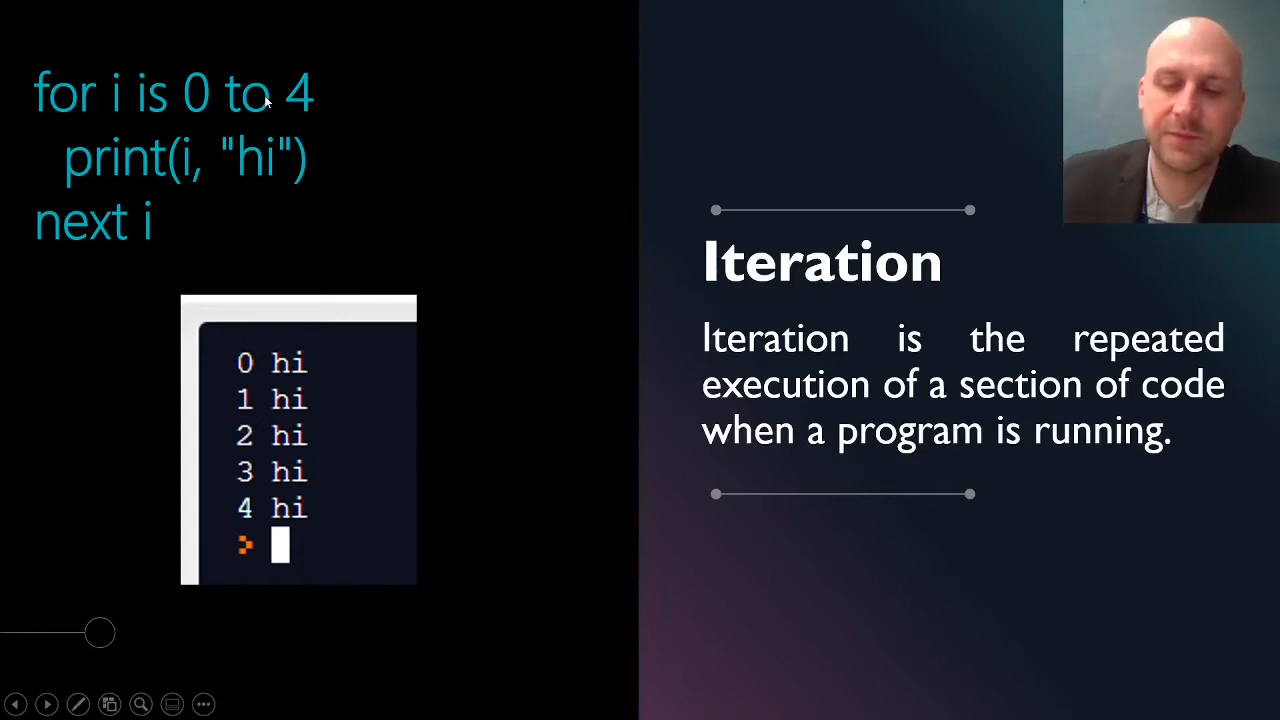 for i is 0 to 4
print(i, "hi")
next i
0 hi
1 hi
2 hi
3 hi
4 hi
>
Iteration
Iteration is the repeated
execution of a section of code
when a program is running.